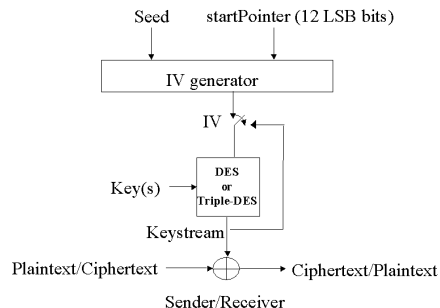 Seed startPointer (12 LSB bits)
IV generator
IV
DES
or
Triple-DES
Key(s)
Keystream
Plaintext/Ciphertext Ciphertext/Plaintext
Sender/Receiver